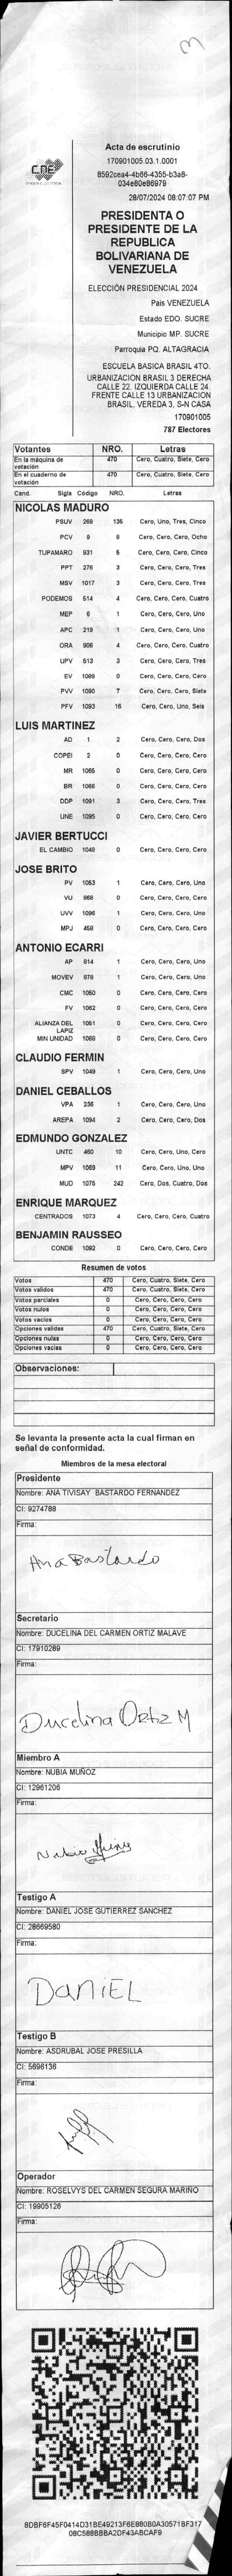 3
CNE
Acta de escrutinio
170901005.03.1.0001
8592cea4-4b66-4355-b3a8-
034e80e86979
28/07/2024 08:07:07 PM
PRESIDENTA O
PRESIDENTE DE LA
REPUBLICA
BOLIVARIANA DE
VENEZUELA
ELECCIÓN PRESIDENCIAL 2024
Pais VENEZUELA
Estado EDO. SUCRE
Municipio MP. SUCRE
Parroquia PQ. ALTAGRACIA
ESCUELA BASICA BRASIL 4TO.
URBANIZACION BRASIL 3 DERECHA
CALLE 22. IZQUIERDA CALLE 24.
FRENTE CALLE 13 URBANIZACION
BRASIL, VEREDA 3, S-N CASA
170901005
787 Electores
Votantes NRO. Letras
En la máquina de votación 470 Cero, Cuatro, Siete, Cero
En el cuaderno de votación 470 Cero, Cuatro, Siete, Cero
Cand. Sigla Código NRO. Letras
NICOLAS MADURO
PSUV 269 135 Cero, Uno, Tres, Cinco
PCV 9 8 Cero, Cero, Cero, Ocho
TUPAMARO 931 5 Cero, Cero, Cero, Cinco
PPT 276 3 Cero, Cero, Cero, Tres
MSV 1017 3 Cero, Cero, Cero, Tres
PODEMOS 514 4 Cero, Cero, Cero, Cuatro
MEP 6 1 Cero, Cero, Cero, Uno
APC 219 1 Cero, Cero, Cero, Uno
ORA 906 4 Cero, Cero, Cero, Cuatro
UPV 513 3 Cero, Cero, Cero, Tres
EV 1089 0 Cero, Cero, Cero, Cero
PVV 1090 7 Cero, Cero, Cero, Siete
PFV 1093 16 Cero, Cero, Uno, Seis
LUIS MARTINEZ
AD 1 2 Cero, Cero, Cero, Dos
COPEI 2 0 Cero, Cero, Cero, Cero
MR 1065 0 Cero, Cero, Cero, Cero
BR 1066 0 Cero, Cero, Cero, Cero
DDP 1091 3 Cero, Cero, Cero, Tres
UNE 1095 0 Cero, Cero, Cero, Cero
JAVIER BERTUCCI
EL CAMBIO 1048 0 Cero, Cero, Cero, Cero
JOSE BRITO
PV 1053 1 Cero, Cero, Cero, Uno
VU 868 0 Cero, Cero, Cero, Cero
UVV 1096 1 Cero, Cero, Cero, Uno
MPJ 458 0 Cero, Cero, Cero, Cero
ANTONIO ECARRI
AP 814 1 Cero, Cero, Cero, Uno
MOVEV 878 1 Cero, Cero, Cero, Uno
CMC 1050 0 Cero, Cero, Cero, Cero
FV 1062 0 Cero, Cero, Cero, Cero
ALIANZA DEL LAPIZ 1051 0 Cero, Cero, Cero, Cero
MIN UNIDAD 1068 0 Cero, Cero, Cero, Cero
CLAUDIO FERMIN
SPV 1049 1 Cero, Cero, Cero, Uno
DANIEL CEBALLOS
VPA 236 1 Cero, Cero, Cero, Uno
AREPA 1094 2 Cero, Cero, Cero, Dos
EDMUNDO GONZALEZ
UNTC 460 10 Cero, Cero, Uno, Cero
MPV 1069 11 Cero, Cero, Uno, Uno
MUD 1075 242 Cero, Dos, Cuatro, Dos
ENRIQUE MARQUEZ
CENTRADOS 1073 4 Cero, Cero, Cero, Cuatro
BENJAMIN RAUSSEO
CONDE 1092 0 Cero, Cero, Cero, Cero
Resumen de votos
Votos 470 Cero, Cuatro, Siete, Cero
Votos validos 470 Cero, Cuatro, Siete, Cero
Votos parciales 0 Cero, Cero, Cero, Cero
Votos nulos 0 Cero, Cero, Cero, Cero
Votos vacios 0 Cero, Cero, Cero, Cero
Opciones validas 470 Cero, Cuatro, Siete, Cero
Opciones nulas 0 Cero, Cero, Cero, Cero
Opciones vacias 0 Cero, Cero, Cero, Cero
Observaciones:
Se levanta la presente acta la cual firman en
señal de conformidad.
Miembros de la mesa electoral
Presidente
Nombre: ANA TIVISAY BASTARDO FERNANDEZ
CI: 9274788
Firma:
Ana Bastardo
Secretario
Nombre: DUCELINA DEL CARMEN ORTIZ MALAVE
CI: 17910289
Firma:
Ducelina Ortiz M
Miembro A
Nombre: NUBIA MUÑOZ
CI: 12961206
Firma:
Nubia Muñoz
Testigo A
Nombre: DANIEL JOSE GUTIERREZ SANCHEZ
CI: 28669580
Firma:
DANIEL
Testigo B
Nombre: ASDRUBAL JOSE PRESILLA
CI: 5696136
Firma:
Operador
Nombre: ROSELVYS DEL CARMEN SEGURA MARIÑO
CI: 19905126
Firma:
8DBF6F45F0414D31BE49213F6E880B0A30571BF317
08C588BBBA2DF43ABCAF9